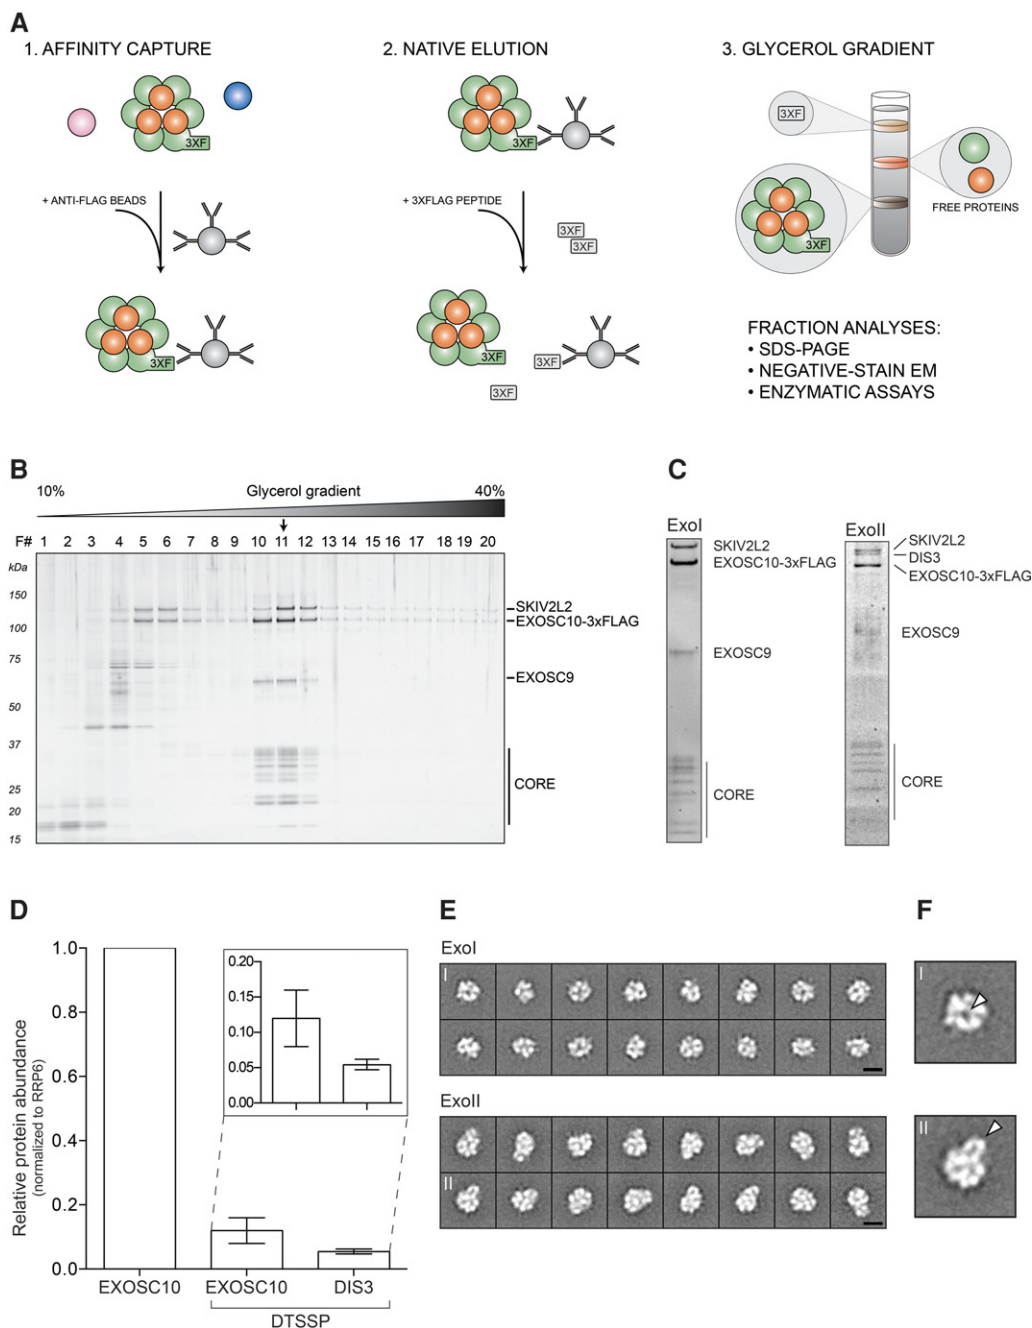 A
1. AFFINITY CAPTURE
2. NATIVE ELUTION
3. GLYCEROL GRADIENT
3XF
+ ANTI-FLAG BEADS
3XF
3XF
+ 3XFLAG PEPTIDE
3XF
3XF
3XF
3XF
3XF
3XF
3XF
FREE PROTEINS
FRACTION ANALYSES:
• SDS-PAGE
• NEGATIVE-STAIN EM
• ENZYMATIC ASSAYS
B
10% Glycerol gradient 40%
F# 1 2 3 4 5 6 7 8 9 10 11 12 13 14 15 16 17 18 19 20
kDa
150
100
75
50
37
25
20
15
SKIV2L2
EXOSC10-3xFLAG
EXOSC9
CORE
C
ExoI
SKIV2L2
EXOSC10-3xFLAG
EXOSC9
CORE
ExoII
SKIV2L2
DIS3
EXOSC10-3xFLAG
EXOSC9
CORE
D
Relative protein abundance
(normalized to RRP6)
1.0
0.8
0.6
0.4
0.2
0.0
0.20
0.15
0.10
0.05
0.00
EXOSC10 EXOSC10 DIS3
DTSSP
E
ExoI
I
ExoII
II
F
I
II